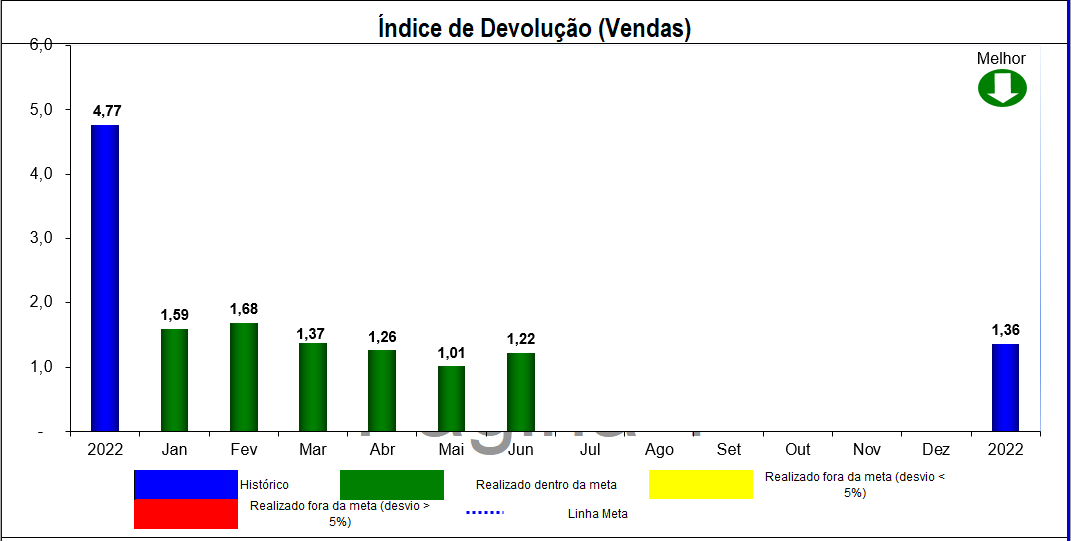 Índice de Devolução (Vendas)
6,0
Melhor
5,0
4,77
4,0
3,0
2,0
1,59
1,68
1,37
1,26
1,01
1,22
1,36
1,0
-
2022 Jan Fev Mar Abr Mai Jun Jul Ago Set Out Nov Dez 2022
Histórico
Realizado dentro da meta
Realizado fora da meta (desvio <
5%)
Realizado fora da meta (desvio >
5%)
Linha Meta